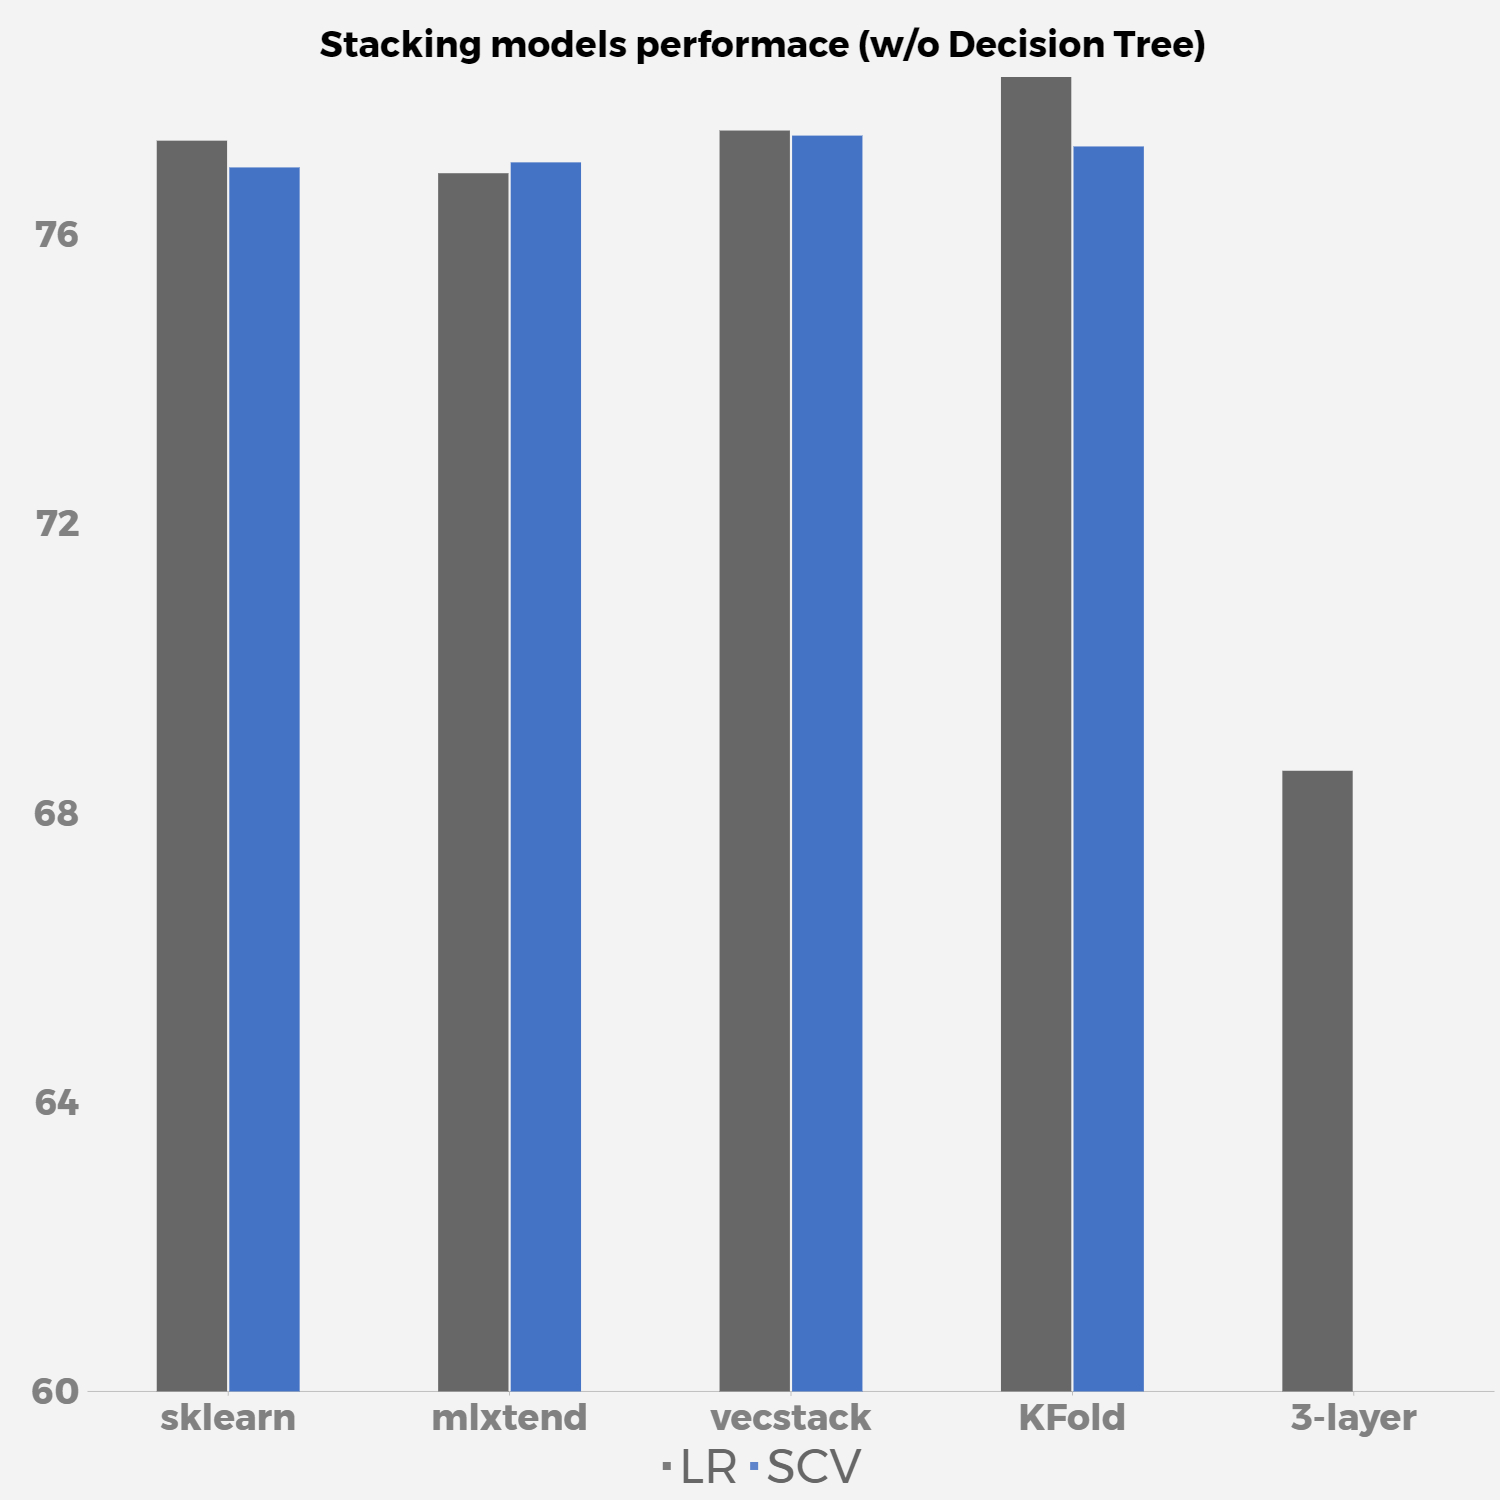 Stacking models performace (w/o Decision Tree)
76
72
68
64
60
sklearn mlxtend vecstack KFold 3-layer
LR SCV